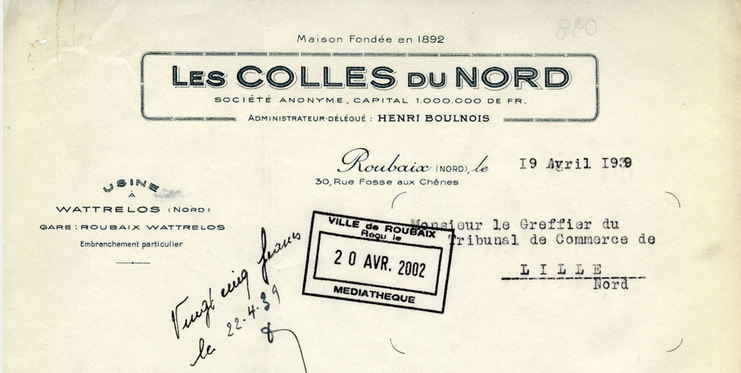 820
Maison Fondée en 1892
LES COLLES DU NORD
SOCIÉTÉ ANONYME, CAPITAL 1.000.000 DE FR.
ADMINISTRATEUR-DÉLÉGUÉ : HENRI BOULNOIS
Roubaix (NORD), le 19 Avril 1939
30, Rue Fosse aux Chênes
USINE
À
WATTRELOS (NORD)
GARE : ROUBAIX WATTRELOS
Embranchement particulier
Monsieur le Greffier du
Tribunal de Commerce de
LILLE
Nord
VILLE de ROUBAIX
Reçu le
20 AVR. 2002
MEDIATHEQUE
Vingt cinq francs
le 22.4.39